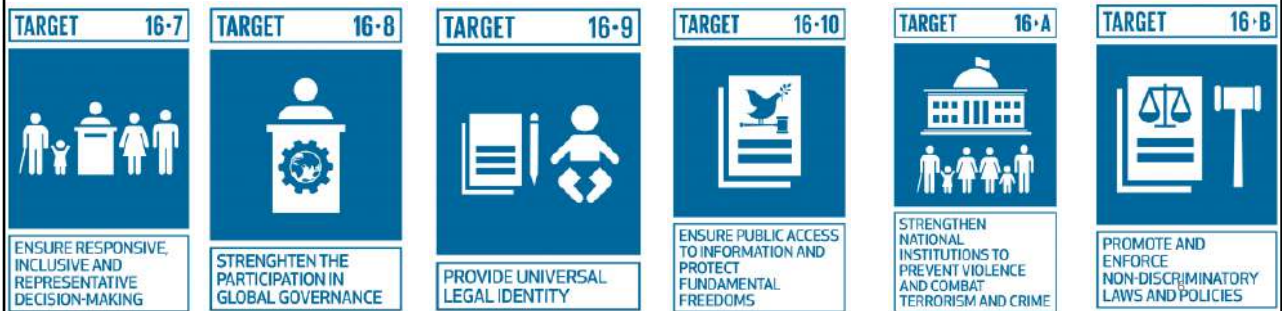 TARGET 16·7
ENSURE RESPONSIVE,
INCLUSIVE AND
REPRESENTATIVE
DECISION-MAKING
TARGET 16·8
STRENGHTEN THE
PARTICIPATION IN
GLOBAL GOVERNANCE
TARGET 16·9
PROVIDE UNIVERSAL
LEGAL IDENTITY
TARGET 16·10
ENSURE PUBLIC ACCESS
TO INFORMATION AND
PROTECT
FUNDAMENTAL
FREEDOMS
TARGET 16·A
STRENGTHEN
NATIONAL
INSTITUTIONS TO
PREVENT VIOLENCE
AND COMBAT
TERRORISM AND CRIME
TARGET 16·B
PROMOTE AND
ENFORCE
NON-DISCRIMINATORY
LAWS AND POLICIES